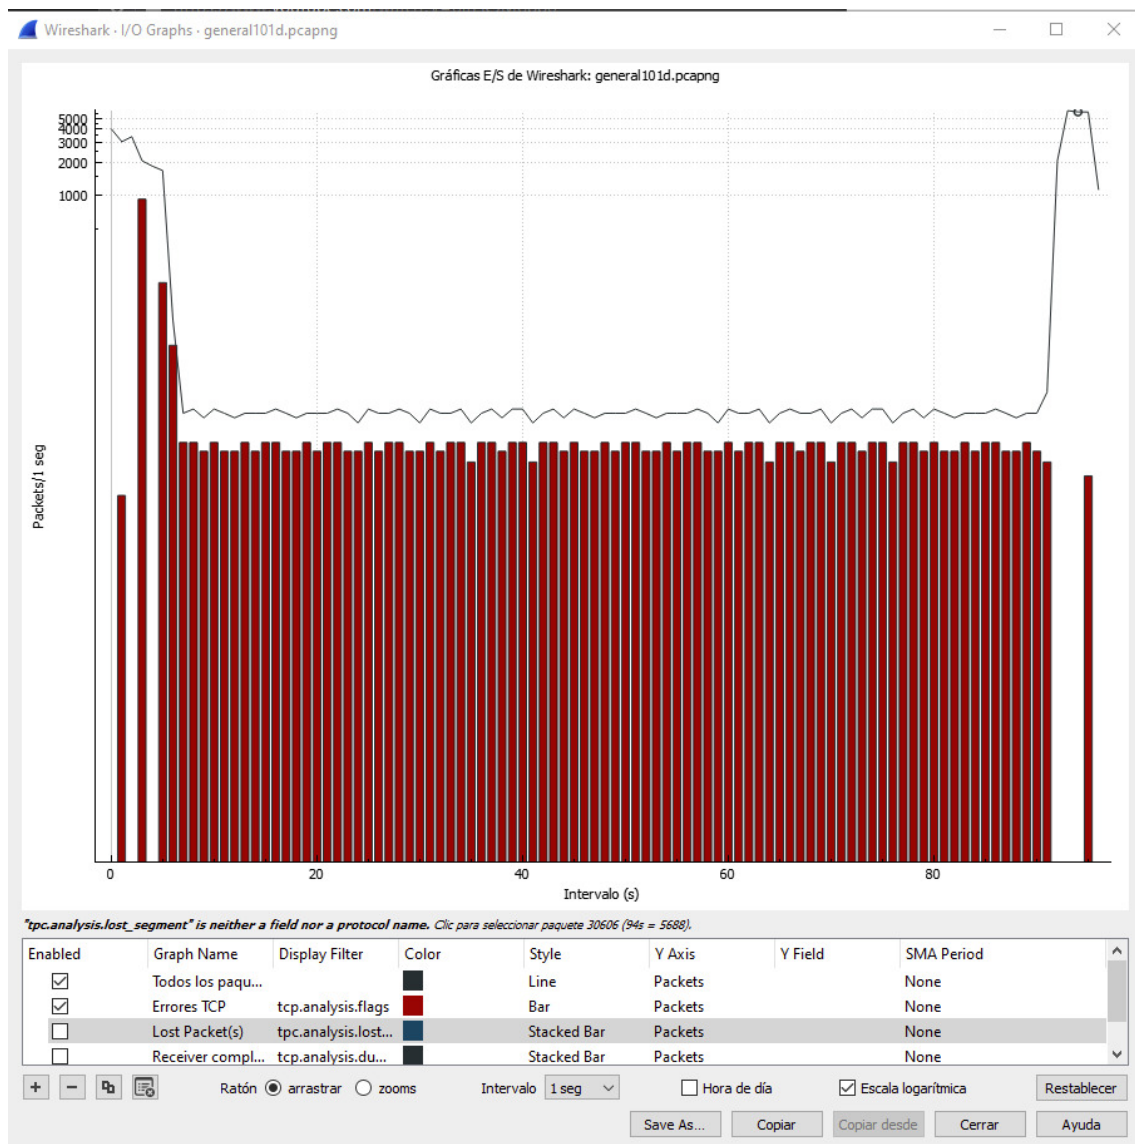 Wireshark · I/O Graphs · general101d.pcapng
Gráficas E/S de Wireshark: general101d.pcapng
5000
4000
3000
2000
1000
Packets/1 seg
0 20 40 60 80
Intervalo (s)
"tpc.analysis.lost_segment" is neither a field nor a protocol name. Clic para seleccionar paquete 30606 (94s = 5688).
Enabled Graph Name Display Filter Color Style Y Axis Y Field SMA Period
Todos los paqu... Line Packets None
Errores TCP tcp.analysis.flags Bar Packets None
Lost Packet(s) tpc.analysis.lost... Stacked Bar Packets None
Receiver compl... tcp.analysis.du... Stacked Bar Packets None
Ratón arrastrar zooms Intervalo 1 seg Hora de día Escala logarítmica Restablecer
Save As... Copiar Copiar desde Cerrar Ayuda